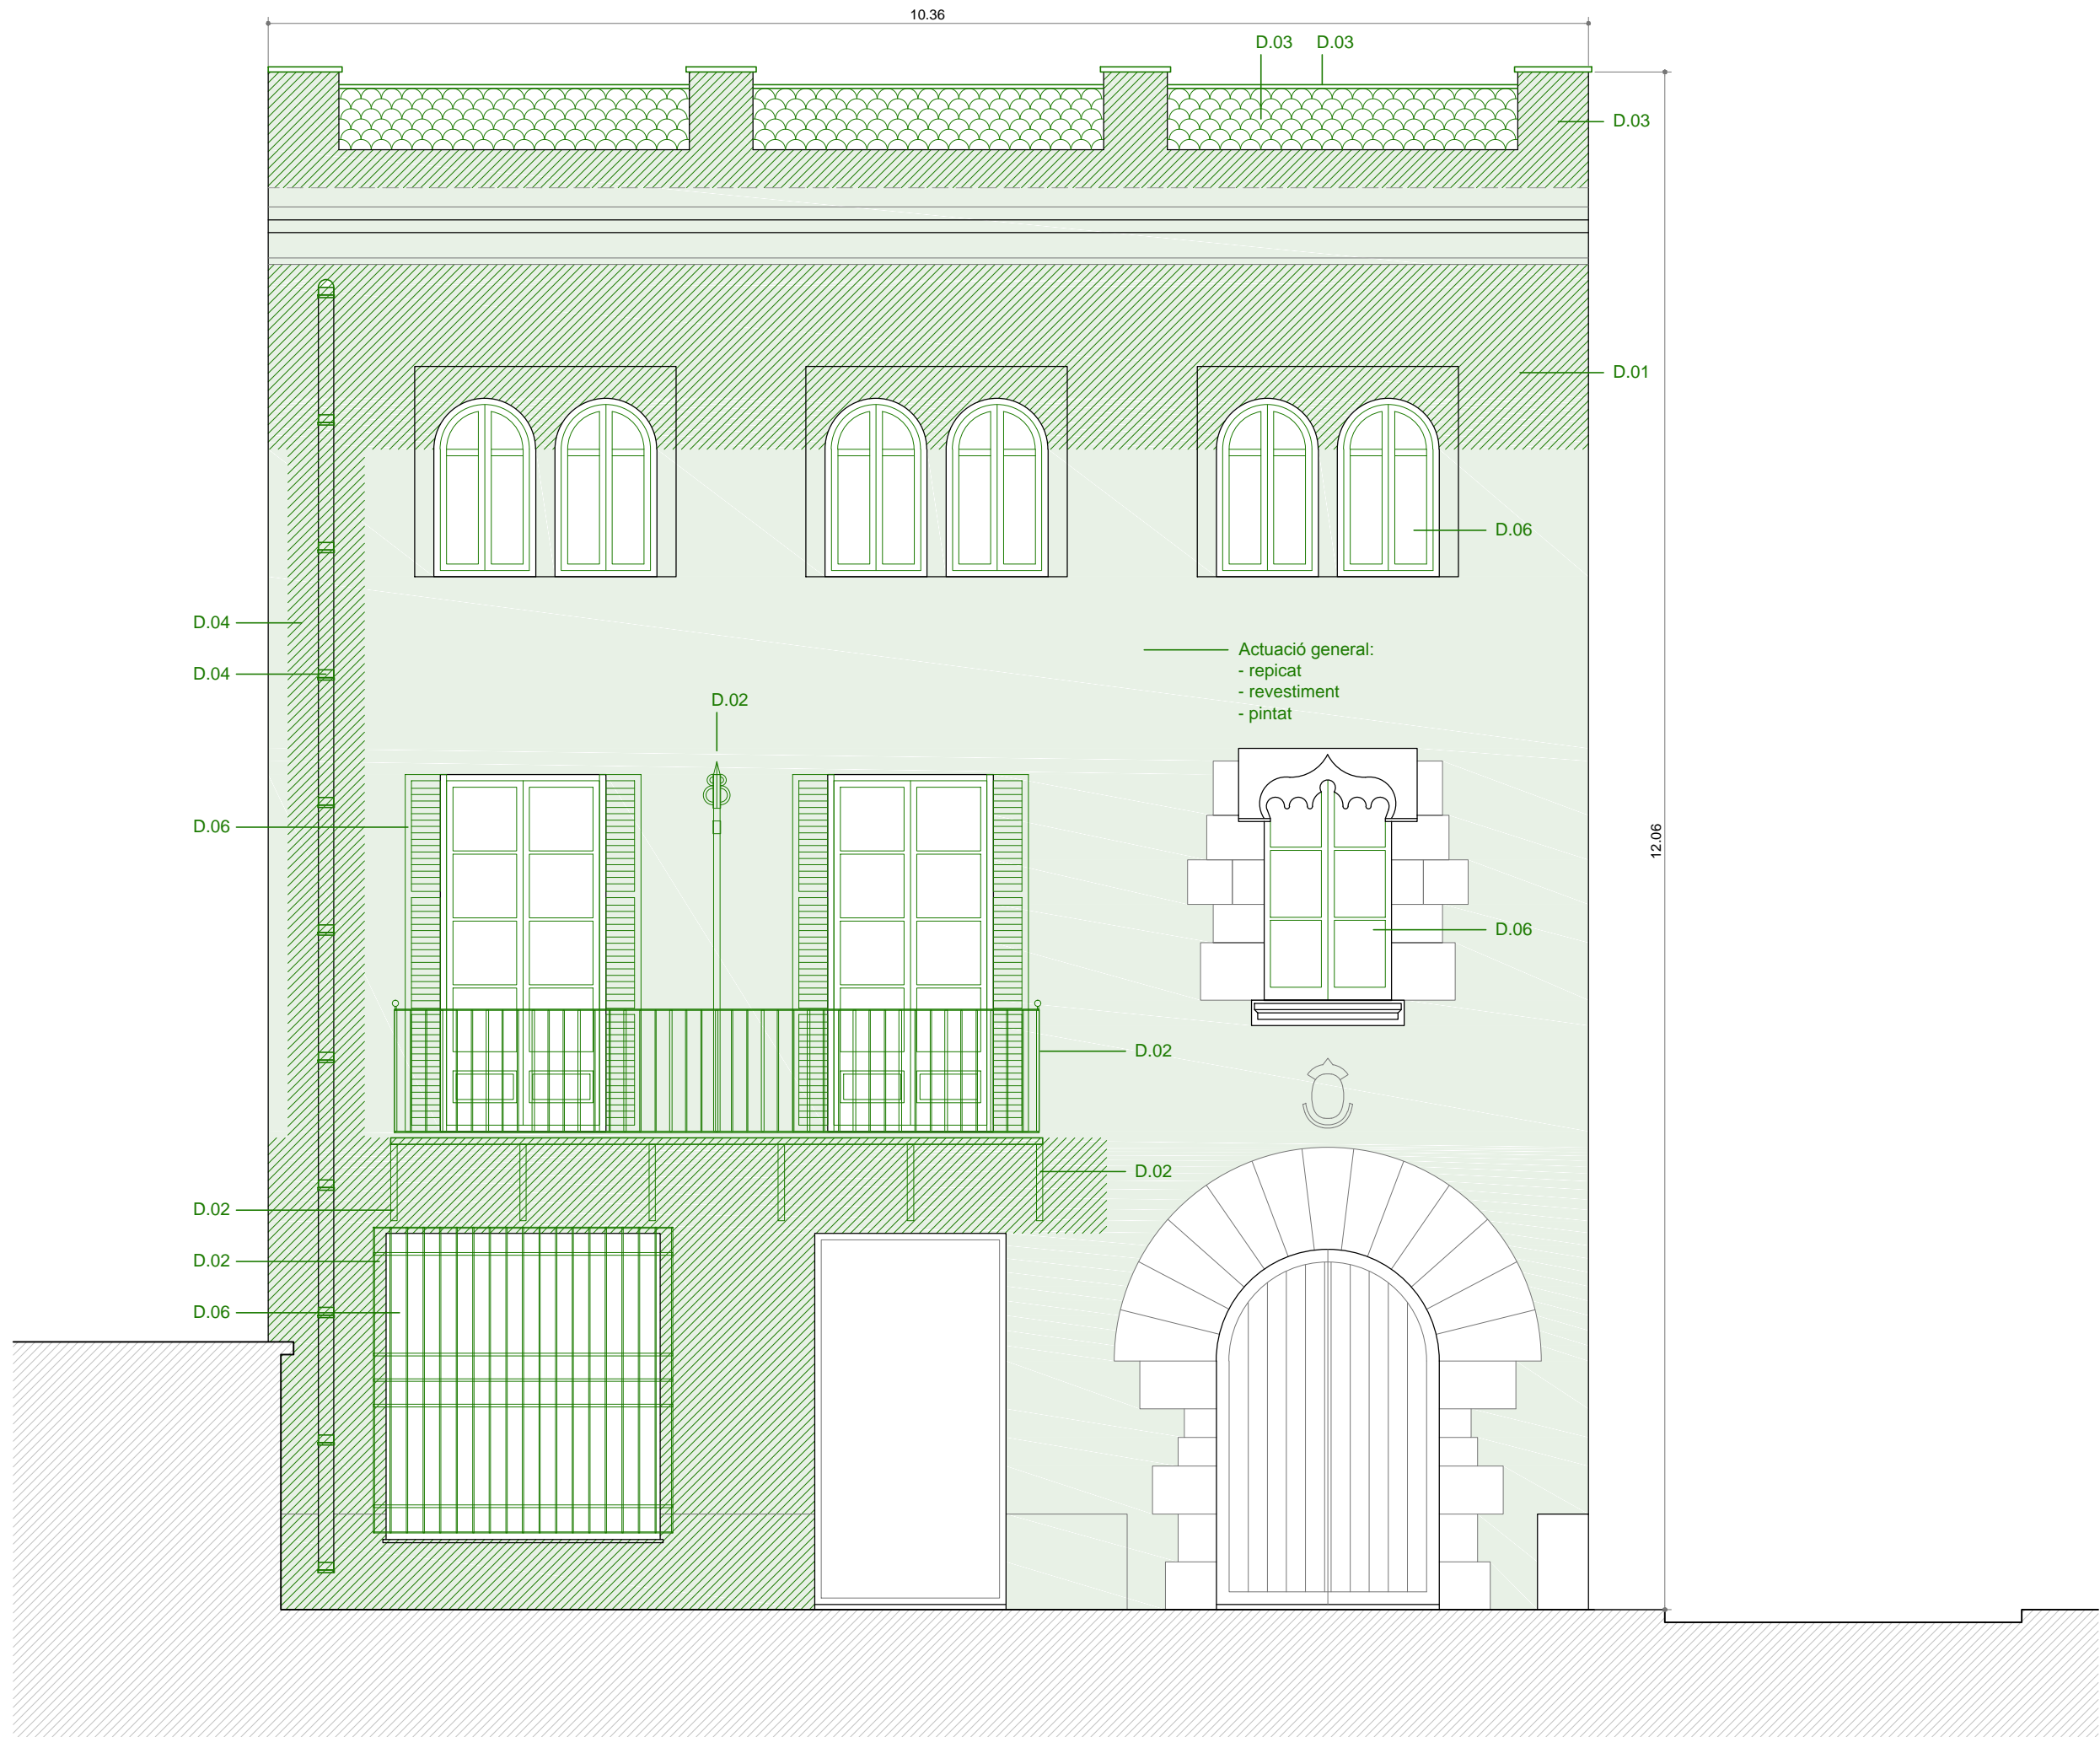 10.36
D.03 D.03
D.03
D.01
D.06
D.04
Actuació general:
- repicat
- revestiment
- pintat
D.04
D.02
D.06
12.06
D.06
D.02
D.02
D.02
D.02
D.06